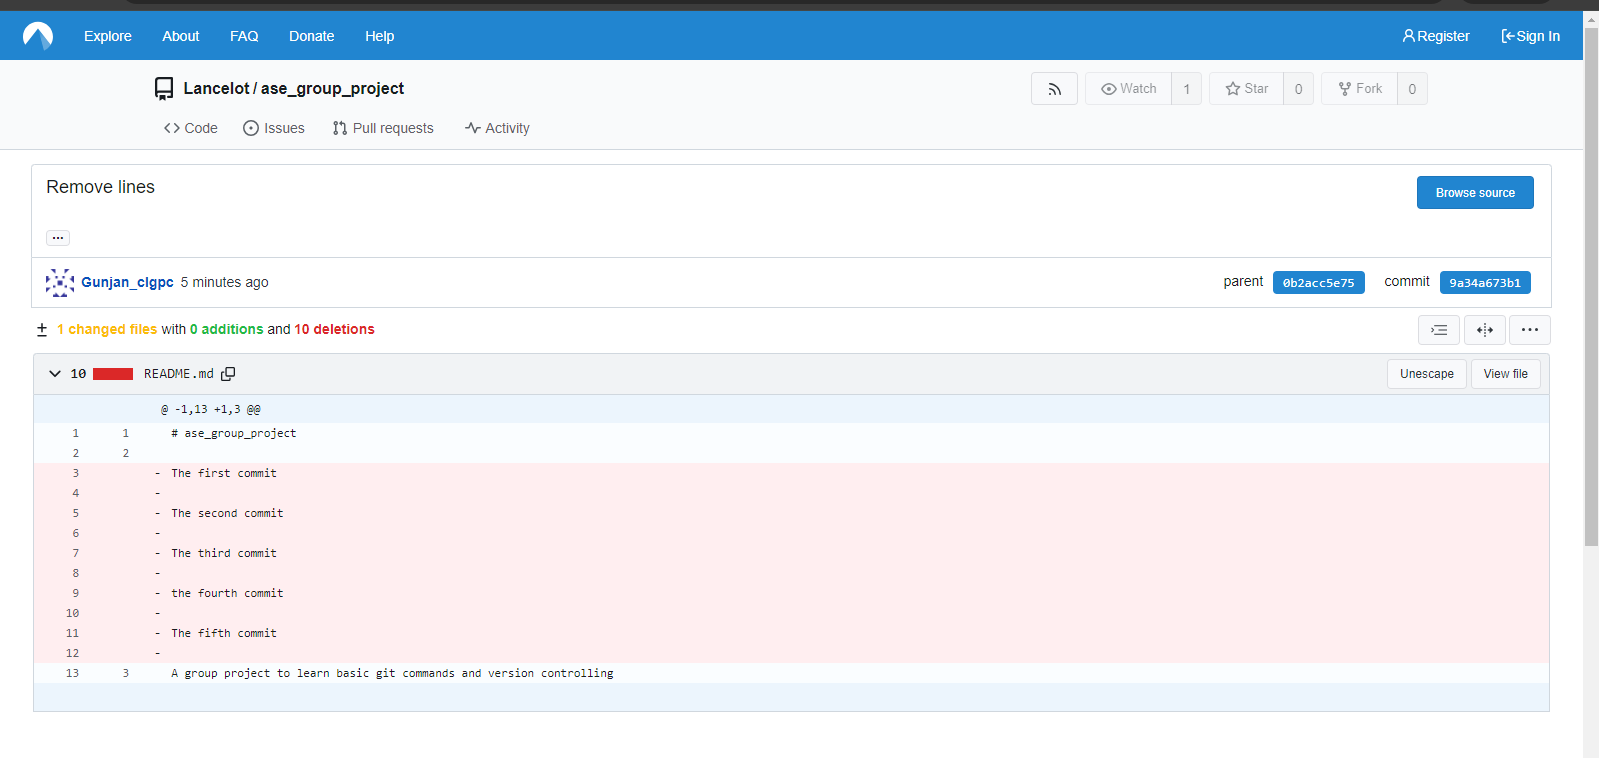 Explore About FAQ Donate Help Register Sign In
Lancelot / ase_group_project Watch 1 Star 0 Fork 0
Code Issues Pull requests Activity
Remove lines Browse source
...
Gunjan_clgpc 5 minutes ago parent 0b2acc5e75 commit 9a34a673b1
1 changed files with 0 additions and 10 deletions
10 README.md Unescape View file
@ -1,13 +1,3 @@
1 1 # ase_group_project
2 2
3 - The first commit
4 -
5 - The second commit
6 -
7 - The third commit
8 -
9 - the fourth commit
10 -
11 - The fifth commit
12 -
13 3 A group project to learn basic git commands and version controlling